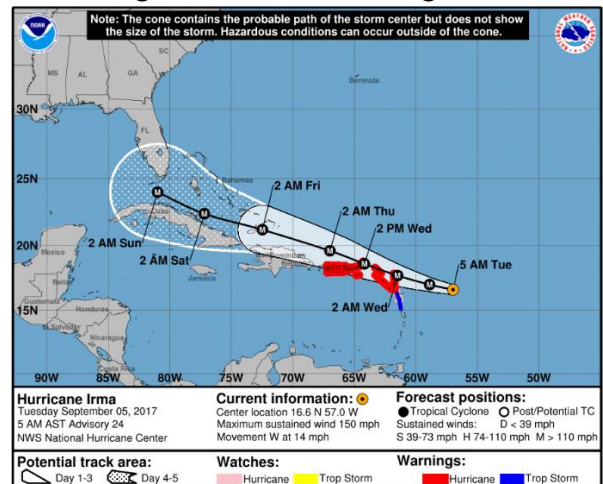 Note: The cone contains the probable path of the storm center but does not show
the size of the storm. Hazardous conditions can occur outside of the cone.
NOAA
SC
MS
AL
GA
Bermuda
30N
FL
25N
Bahamas
2 AM Fri
2 AM Thu
2 PM Wed
Cuba
5 AM Tue
20N
2 AM Sun
2 AM Sat
2 AM Wed
Mexico
Jamaica
Belize
Guatemala
Honduras
15N
El Salvador
Nicaragua
Costa Rica
90W 85W 80W 75W 70W 65W 60W 55W 50W
M M M M M M M
Hurricane Irma
Tuesday September 05, 2017
5 AM AST Advisory 24
NWS National Hurricane Center
Current information:
Center location 16.6 N 57.0 W
Maximum sustained wind 150 mph
Movement W at 14 mph
Forecast positions:
Tropical Cyclone Post/Potential TC
Sustained winds: D < 39 mph
S 39-73 mph H 74-110 mph M > 110 mph
Potential track area:
Day 1-3 Day 4-5
Watches:
Hurricane Trop Storm
Warnings:
Hurricane Trop Storm